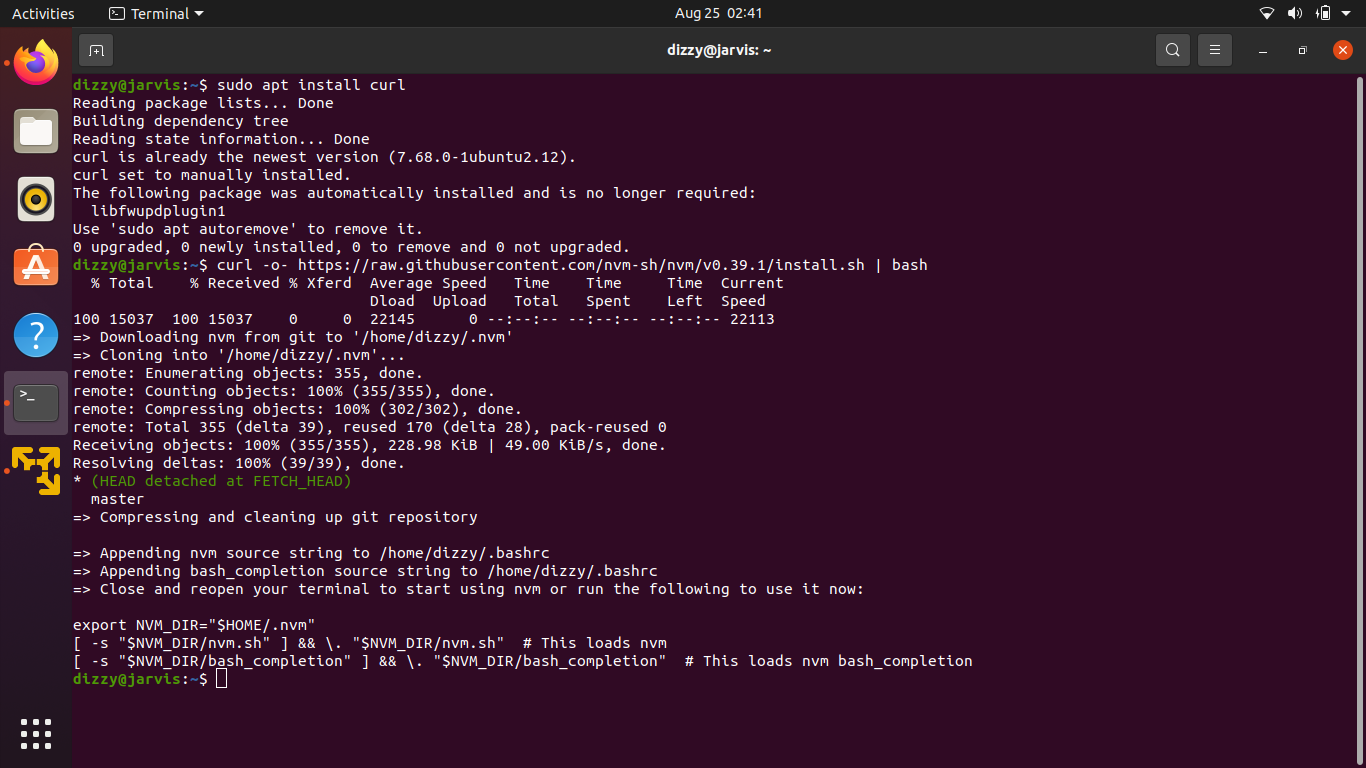 Activities
Terminal
Aug 25 02:41
dizzy@jarvis: ~
dizzy@jarvis:~$ sudo apt install curl
Reading package lists... Done
Building dependency tree
Reading state information... Done
curl is already the newest version (7.68.0-1ubuntu2.12).
curl set to manually installed.
The following package was automatically installed and is no longer required:
  libfwupdplugin1
Use 'sudo apt autoremove' to remove it.
0 upgraded, 0 newly installed, 0 to remove and 0 not upgraded.
dizzy@jarvis:~$ curl -o- https://raw.githubusercontent.com/nvm-sh/nvm/v0.39.1/install.sh | bash
  % Total    % Received % Xferd  Average Speed   Time    Time     Time  Current
                                 Dload  Upload   Total   Spent    Left  Speed
100 15037  100 15037    0     0  22145      0 --:--:-- --:--:-- --:--:-- 22113
=> Downloading nvm from git to '/home/dizzy/.nvm'
=> Cloning into '/home/dizzy/.nvm'...
remote: Enumerating objects: 355, done.
remote: Counting objects: 100% (355/355), done.
remote: Compressing objects: 100% (302/302), done.
remote: Total 355 (delta 39), reused 170 (delta 28), pack-reused 0
Receiving objects: 100% (355/355), 228.98 KiB | 49.00 KiB/s, done.
Resolving deltas: 100% (39/39), done.
* (HEAD detached at FETCH_HEAD)
  master
=> Compressing and cleaning up git repository
=> Appending nvm source string to /home/dizzy/.bashrc
=> Appending bash_completion source string to /home/dizzy/.bashrc
=> Close and reopen your terminal to start using nvm or run the following to use it now:
export NVM_DIR="$HOME/.nvm"
[ -s "$NVM_DIR/nvm.sh" ] && \. "$NVM_DIR/nvm.sh"  # This loads nvm
[ -s "$NVM_DIR/bash_completion" ] && \. "$NVM_DIR/bash_completion"  # This loads nvm bash_completion
dizzy@jarvis:~$